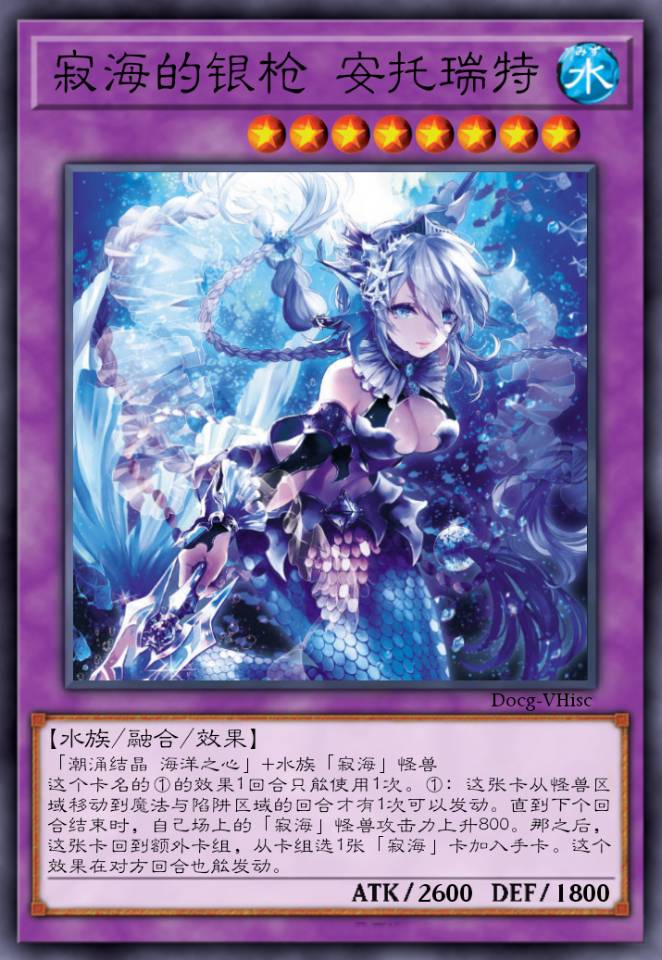 寂海的银枪 安托瑞特
みず
水
Docg-VHisc
【水族/融合/效果】
「潮涌结晶 海洋之心」+水族「寂海」怪兽
这个卡名的①的效果1回合只能使用1次。①：这张卡从怪兽区
域移动到魔法与陷阱区域的回合才有1次可以发动。直到下个回
合结束时，自己场上的「寂海」怪兽攻击力上升800。那之后，
这张卡回到额外卡组，从卡组选1张「寂海」卡加入手卡。这个
效果在对方回合也能发动。
ATK/2600 DEF/1800